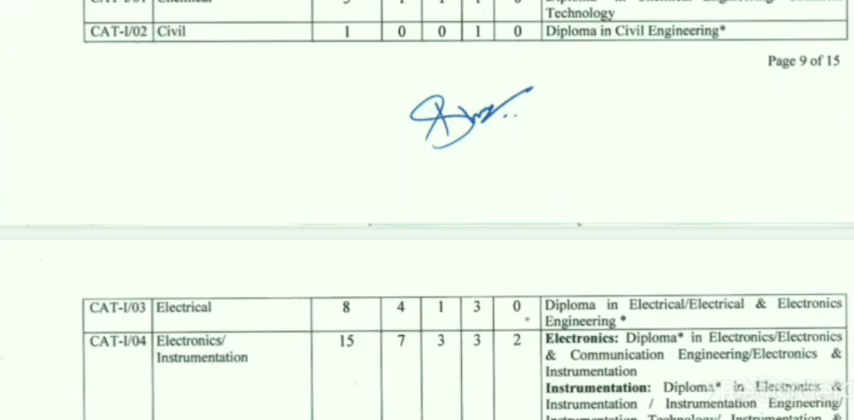 Technology
CAT-I/02 Civil 1 0 0 1 0 Diploma in Civil Engineering*
Page 9 of 15
CAT-I/03 Electrical 8 4 1 3 0 Diploma in Electrical/Electrical & Electronics
Engineering *
CAT-I/04 Electronics/ 15 7 3 3 2 Electronics: Diploma* in Electronics/Electronics
Instrumentation & Communication Engineering/Electronics &
Instrumentation
Instrumentation: Diploma* in Electronics &
Instrumentation / Instrumentation Engineering/